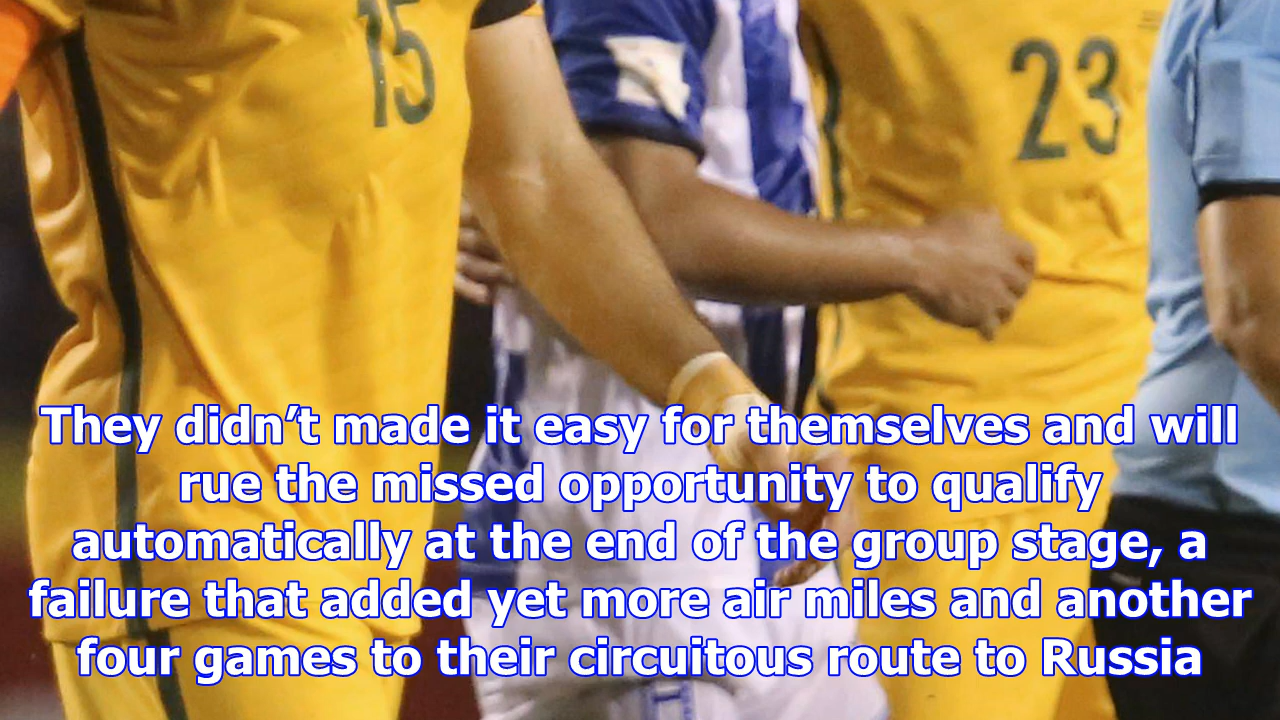 15
23
They didn’t made it easy for themselves and will
rue the missed opportunity to qualify
automatically at the end of the group stage, a
failure that added yet more air miles and another
four games to their circuitous route to Russia